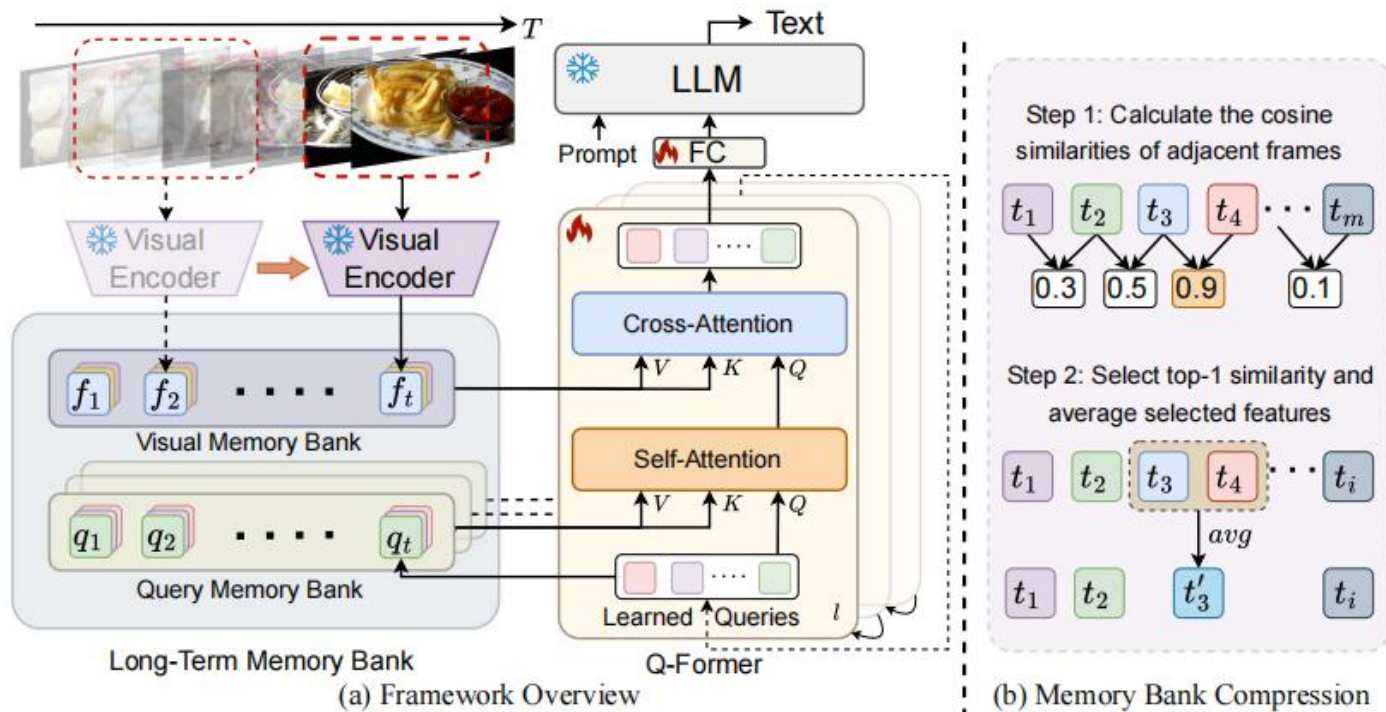 T
Text
LLM
Prompt
FC
Visual
Encoder
Visual
Encoder
Cross-Attention
V K Q
f₁ f₂ . . . . fₜ
Visual Memory Bank
Self-Attention
V K Q
q₁ q₂ . . . . qₜ
Query Memory Bank
Learned Queries
l
Long-Term Memory Bank
Q-Former
(a) Framework Overview
Step 1: Calculate the cosine
similarities of adjacent frames
t₁ t₂ t₃ t₄ · · · tₘ
0.3 0.5 0.9 0.1
Step 2: Select top-1 similarity and
average selected features
t₁ t₂ t₃ t₄ · · · tᵢ
avg
t₁ t₂ t′₃ tᵢ
(b) Memory Bank Compression